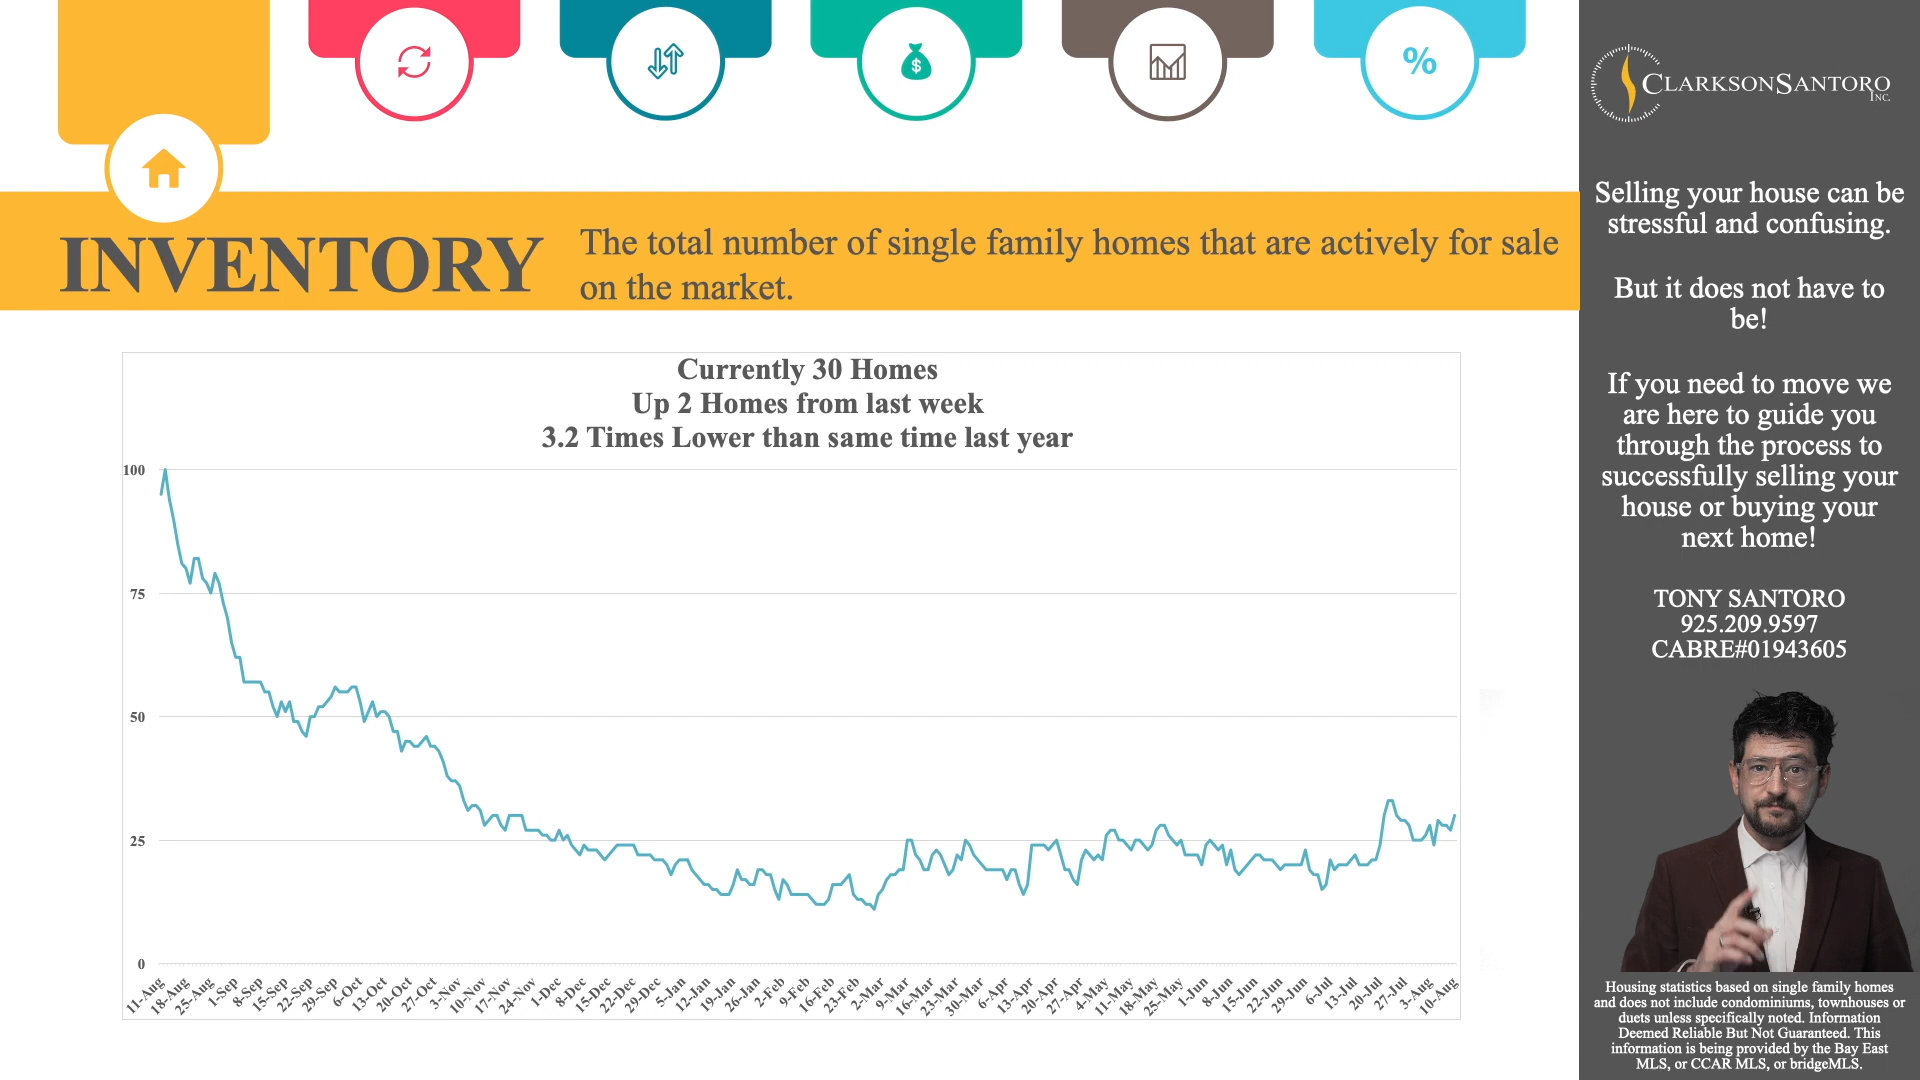 %
CLARKSONSANTORO
INC.
INVENTORY
The total number of single family homes that are actively for sale
on the market.
Currently 30 Homes
Up 2 Homes from last week
3.2 Times Lower than same time last year
100
75
50
25
0
11-Aug
18-Aug
25-Aug
1-Sep
8-Sep
15-Sep
22-Sep
29-Sep
6-Oct
13-Oct
20-Oct
27-Oct
3-Nov
10-Nov
17-Nov
24-Nov
1-Dec
8-Dec
15-Dec
22-Dec
29-Dec
5-Jan
12-Jan
19-Jan
26-Jan
2-Feb
9-Feb
16-Feb
23-Feb
2-Mar
9-Mar
16-Mar
23-Mar
30-Mar
6-Apr
13-Apr
20-Apr
27-Apr
4-May
11-May
18-May
25-May
1-Jun
8-Jun
15-Jun
22-Jun
29-Jun
6-Jul
13-Jul
20-Jul
27-Jul
3-Aug
10-Aug
Selling your house can be
stressful and confusing.
But it does not have to
be!
If you need to move we
are here to guide you
through the process to
successfully selling your
house or buying your
next home!
TONY SANTORO
925.209.9597
CABRE#01943605
Housing statistics based on single family homes
and does not include condominiums, townhouses or
duets unless specifically noted. Information
Deemed Reliable But Not Guaranteed. This
information is being provided by the Bay East
MLS, or CCAR MLS, or bridgeMLS.